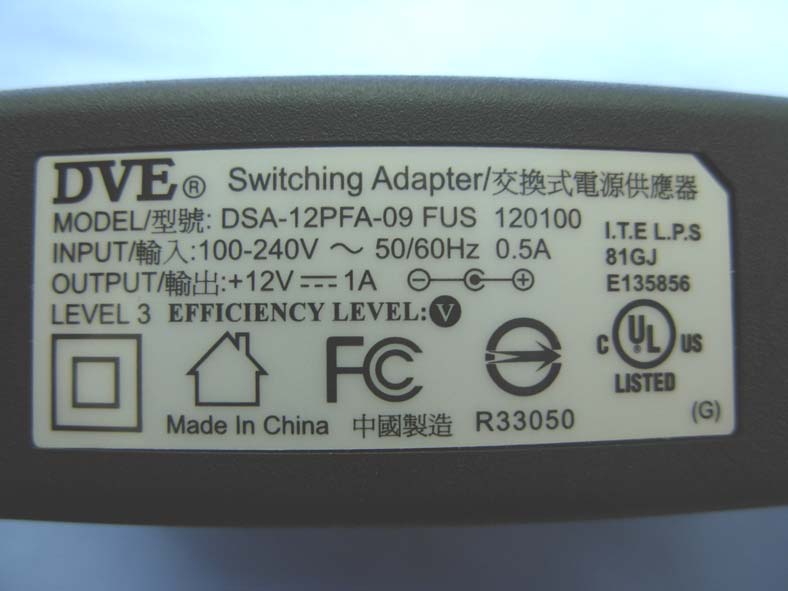 DVE® Switching Adapter/交換式電源供應器
MODEL/型號: DSA-12PFA-09 FUS 120100
INPUT/輸入:100-240V ～ 50/60Hz 0.5A
OUTPUT/輸出:+12V⎓1A
LEVEL 3 EFFICIENCY LEVEL:V
I.T.E L.P.S
81GJ
E135856
FC
C UL® US
LISTED
Made In China 中國製造 R33050
(G)